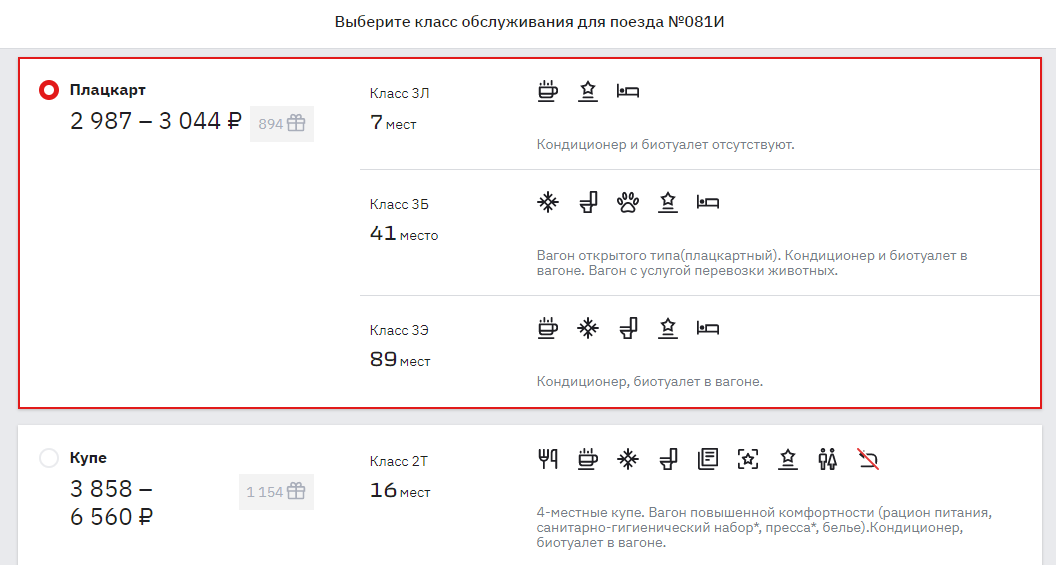 Выберите класс обслуживания для поезда №081И
Плацкарт
2 987 – 3 044 ₽
894
Класс 3Л
7 мест
Кондиционер и биотуалет отсутствуют.
Класс 3Б
41 место
Вагон открытого типа(плацкартный). Кондиционер и биотуалет в
вагоне. Вагон с услугой перевозки животных.
Класс 3Э
89 мест
Кондиционер, биотуалет в вагоне.
Купе
3 858 –
6 560 ₽
1 154
Класс 2Т
16 мест
4-местные купе. Вагон повышенной комфортности (рацион питания,
санитарно-гигиенический набор*, пресса*, белье).Кондиционер,
биотуалет в вагоне.